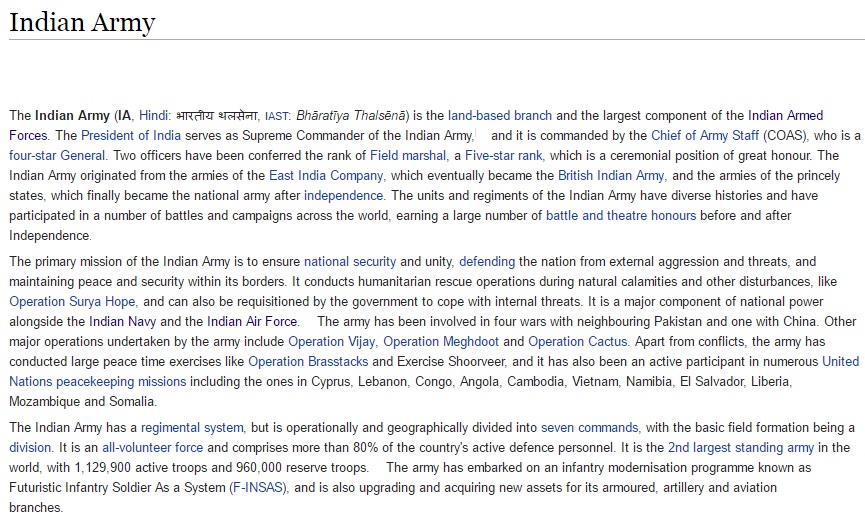 Indian Army
The Indian Army (IA, Hindi: भारतीय थलसेना, IAST: Bhāratīya Thalsēnā) is the land-based branch and the largest component of the Indian Armed
Forces. The President of India serves as Supreme Commander of the Indian Army, and it is commanded by the Chief of Army Staff (COAS), who is a
four-star General. Two officers have been conferred the rank of Field marshal, a Five-star rank, which is a ceremonial position of great honour. The
Indian Army originated from the armies of the East India Company, which eventually became the British Indian Army, and the armies of the princely
states, which finally became the national army after independence. The units and regiments of the Indian Army have diverse histories and have
participated in a number of battles and campaigns across the world, earning a large number of battle and theatre honours before and after
Independence.
The primary mission of the Indian Army is to ensure national security and unity, defending the nation from external aggression and threats, and
maintaining peace and security within its borders. It conducts humanitarian rescue operations during natural calamities and other disturbances, like
Operation Surya Hope, and can also be requisitioned by the government to cope with internal threats. It is a major component of national power
alongside the Indian Navy and the Indian Air Force. The army has been involved in four wars with neighbouring Pakistan and one with China. Other
major operations undertaken by the army include Operation Vijay, Operation Meghdoot and Operation Cactus. Apart from conflicts, the army has
conducted large peace time exercises like Operation Brasstacks and Exercise Shoorveer, and it has also been an active participant in numerous United
Nations peacekeeping missions including the ones in Cyprus, Lebanon, Congo, Angola, Cambodia, Vietnam, Namibia, El Salvador, Liberia,
Mozambique and Somalia.
The Indian Army has a regimental system, but is operationally and geographically divided into seven commands, with the basic field formation being a
division. It is an all-volunteer force and comprises more than 80% of the country's active defence personnel. It is the 2nd largest standing army in the
world, with 1,129,900 active troops and 960,000 reserve troops. The army has embarked on an infantry modernisation programme known as
Futuristic Infantry Soldier As a System (F-INSAS), and is also upgrading and acquiring new assets for its armoured, artillery and aviation
branches.